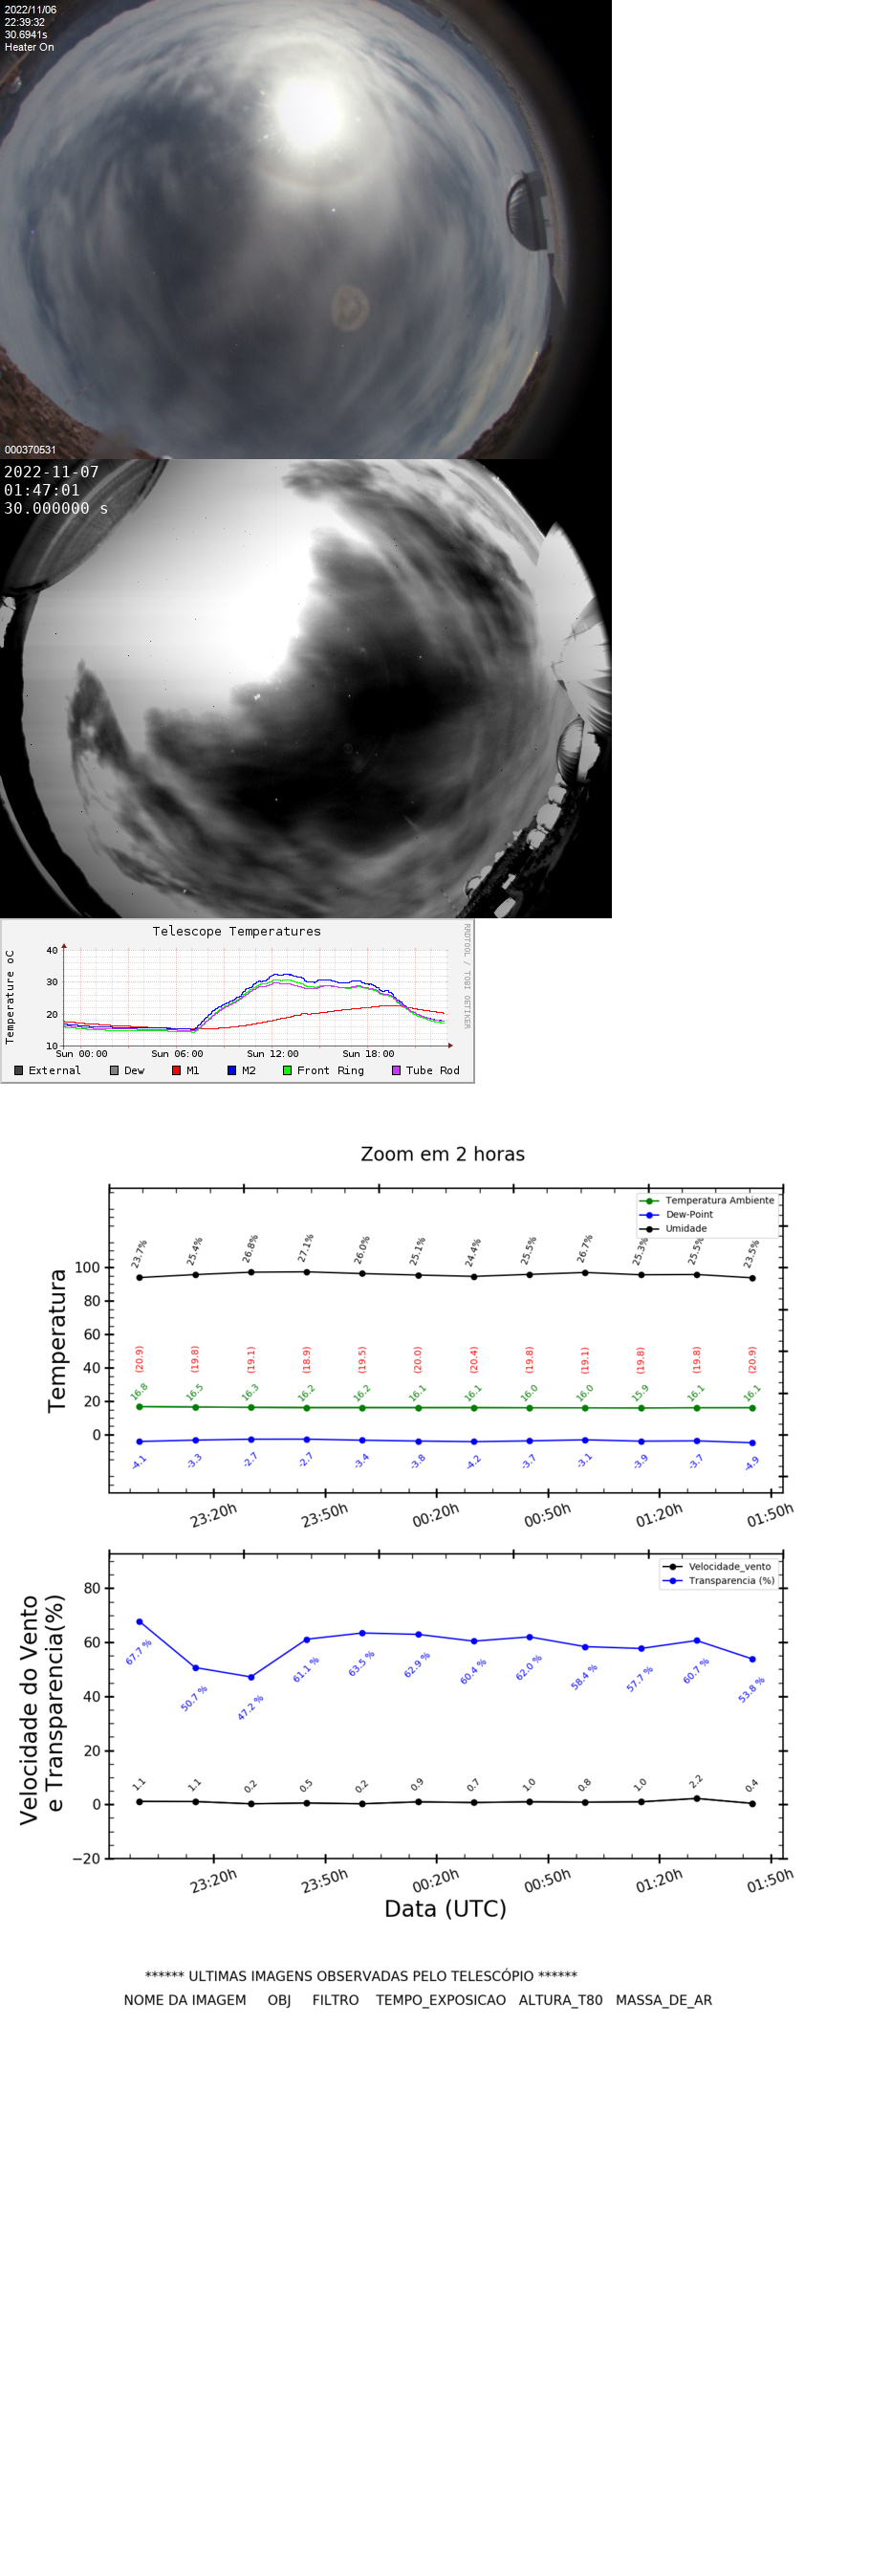 2022/11/06
22:39:32
30.6941s
Heater On
000370531
2022-11-07
01:47:01
30.000000 s
Telescope Temperatures
RRDTOOL / TOBI OETIKER
Temperature oC
40
30
20
10
Sun 00:00 Sun 06:00 Sun 12:00 Sun 18:00
External Dew M1 M2 Front Ring Tube Rod
Zoom em 2 horas
Temperatura Ambiente
Dew-Point
Umidade
Temperatura
100
80
60
40
20
0
23.7% 25.4% 26.8% 27.1% 26.0% 25.1% 24.4% 25.5% 26.7% 25.3% 25.5% 23.5%
(20.9) (19.8) (19.1) (18.9) (19.5) (20.0) (20.4) (19.8) (19.1) (19.8) (19.8) (20.9)
16.8 16.5 16.3 16.2 16.2 16.1 16.1 16.0 16.0 15.9 16.1 16.1
-4.1 -3.3 -2.7 -2.7 -3.4 -3.8 -4.2 -3.7 -3.1 -3.9 -3.7 -4.9
23:20h 23:50h 00:20h 00:50h 01:20h 01:50h
Velocidade_vento
Transparencia (%)
Velocidade do Vento
e Transparencia(%)
80
60
40
20
0
−20
67.7 % 50.7 % 47.2 % 61.1 % 63.5 % 62.9 % 60.4 % 62.0 % 58.4 % 57.7 % 60.7 % 53.8 %
1.1 1.1 0.2 0.5 0.2 0.9 0.7 1.0 0.8 1.0 2.2 0.4
23:20h 23:50h 00:20h 00:50h 01:20h 01:50h
Data (UTC)
****** ULTIMAS IMAGENS OBSERVADAS PELO TELESCÓPIO ******
NOME DA IMAGEM OBJ FILTRO TEMPO_EXPOSICAO ALTURA_T80 MASSA_DE_AR